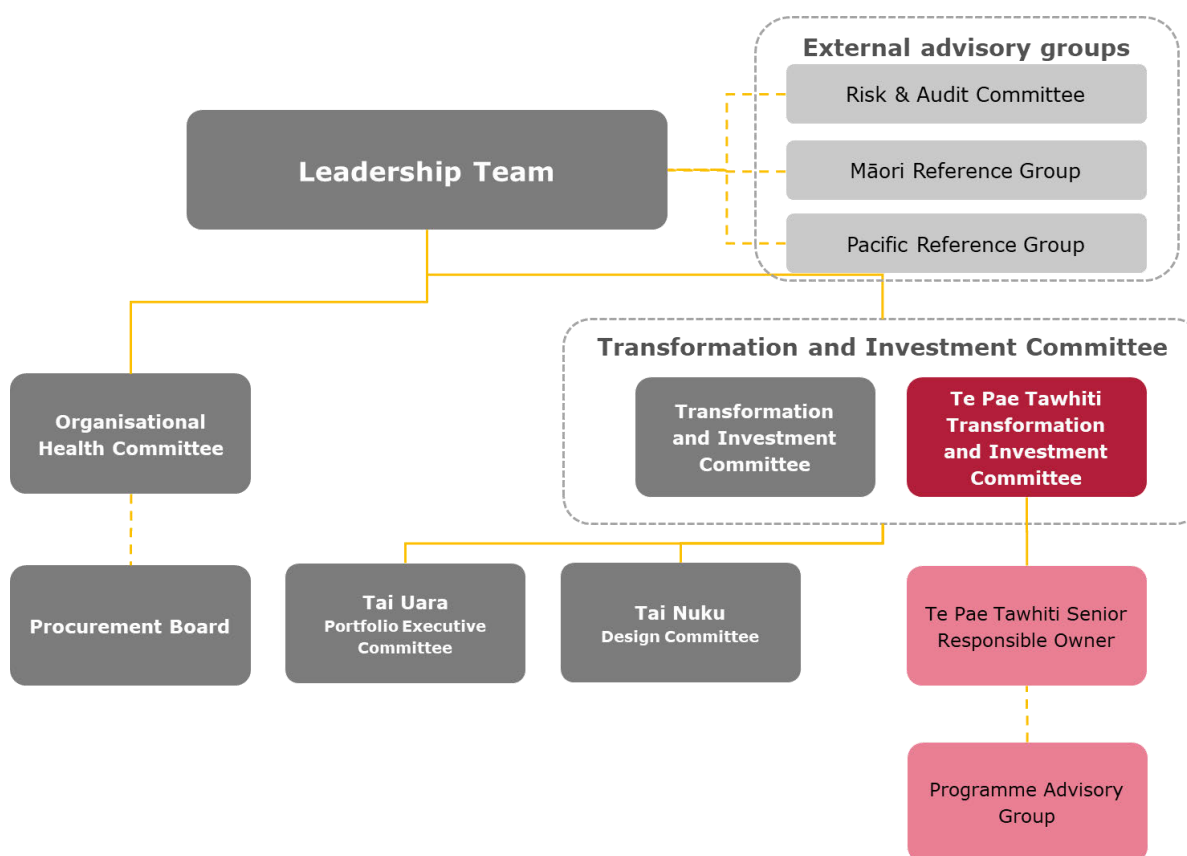 External advisory groups
Risk & Audit Committee
Leadership Team
Māori Reference Group
Pacific Reference Group
Transformation and Investment Committee
Organisational
Health Committee
Transformation
and Investment
Committee
Te Pae Tawhiti
Transformation
and Investment
Committee
Procurement Board
Tai Uara
Portfolio Executive
Committee
Tai Nuku
Design Committee
Te Pae Tawhiti Senior
Responsible Owner
Programme Advisory
Group